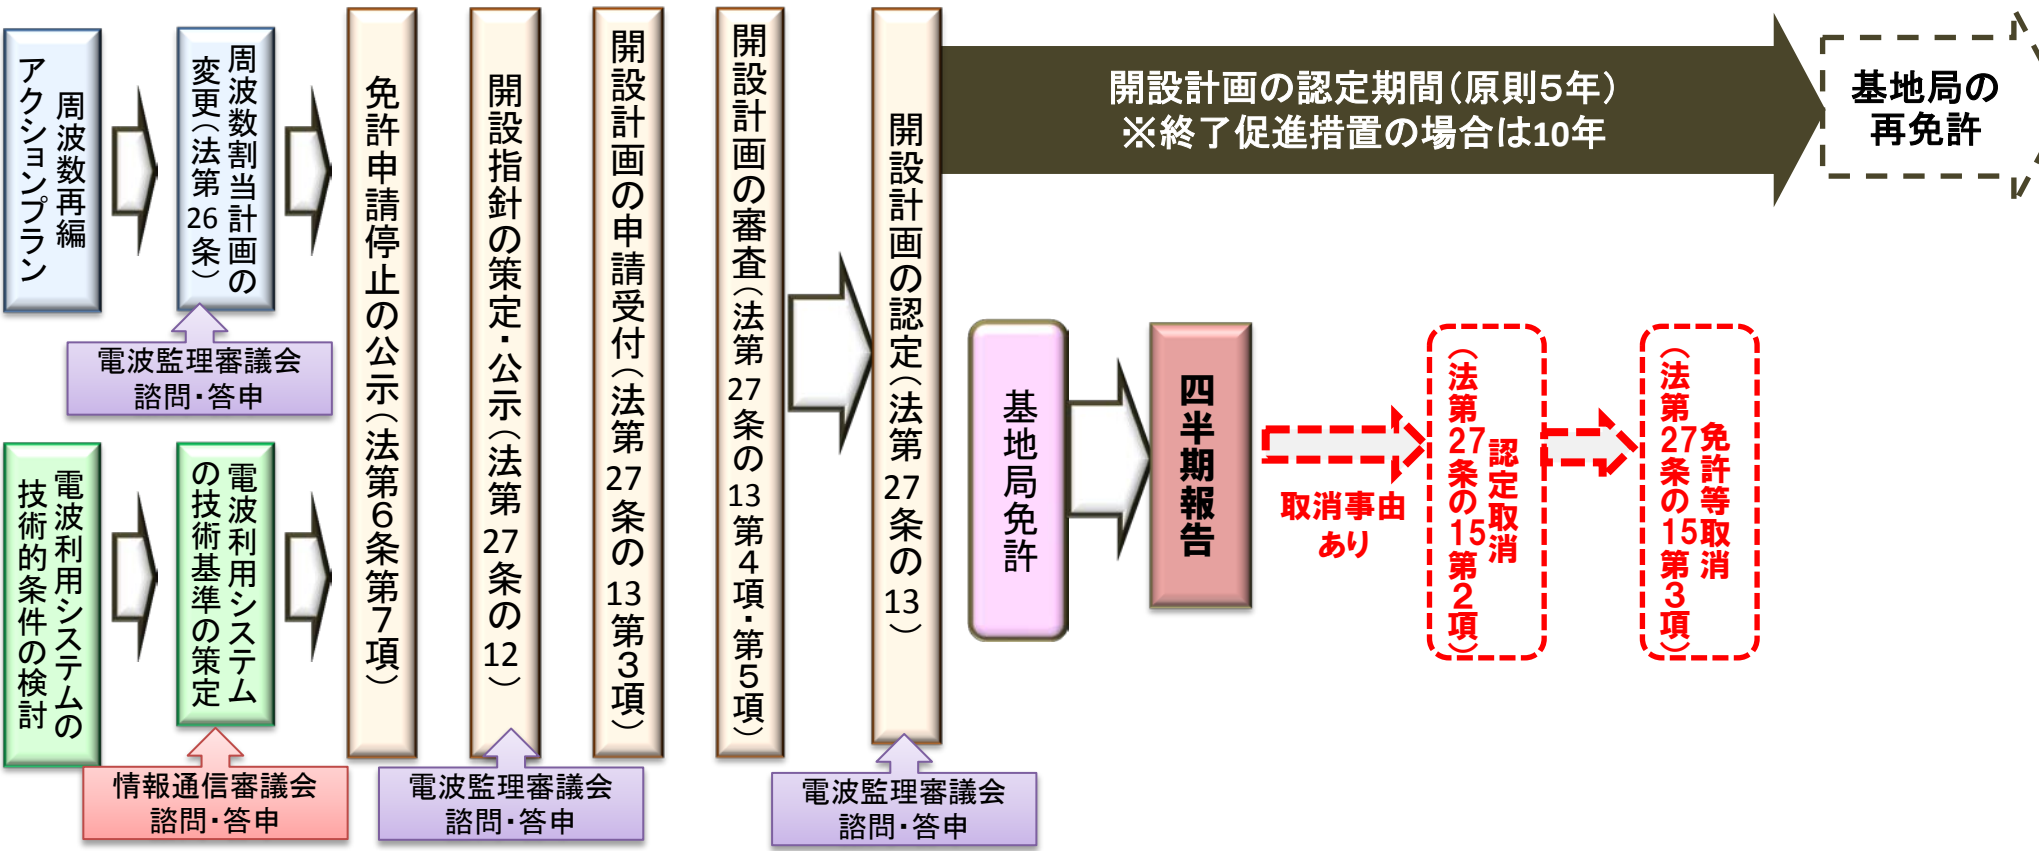 周波数再編
アクションプラン
周波数割当計画の
変更（法第26条）
電波監理審議会
諮問・答申
電波利用システムの
技術的条件の検討
電波利用システム
の技術基準の策定
情報通信審議会
諮問・答申
免許申請停止の公示（法第６条第７項）
開設指針の策定・公示（法第27条の12）
電波監理審議会
諮問・答申
開設計画の申請受付（法第27条の13第３項）
開設計画の審査（法第27条の13第４項・第５項）
開設計画の認定（法第27条の13）
電波監理審議会
諮問・答申
開設計画の認定期間（原則５年）
※終了促進措置の場合は10年
基地局の
再免許
基地局免許
四半期報告
取消事由
あり
認定取消
（法第27条の15第２項）
免許等取消
（法第27条の15第３項）